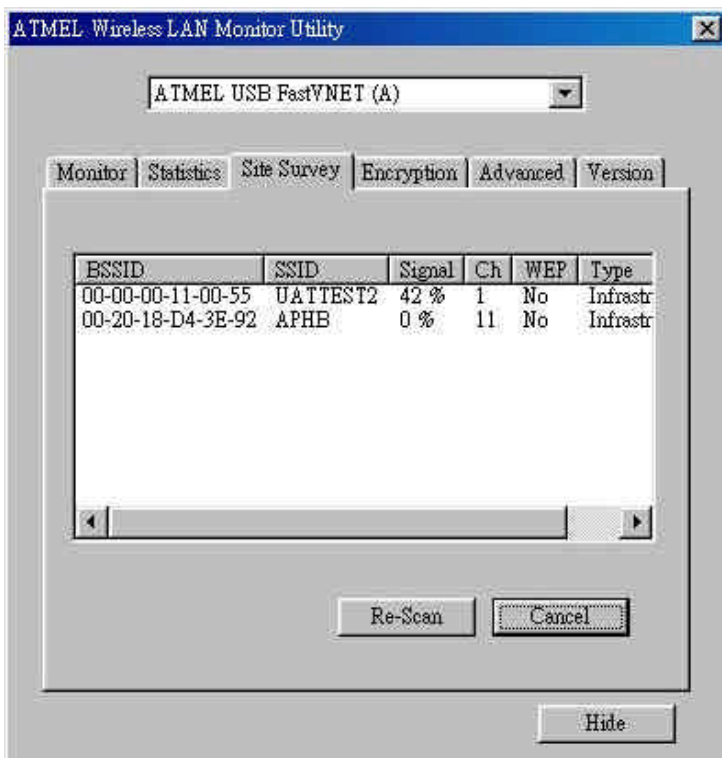 ATMEL Wireless LAN Monitor Utility
ATMEL USB FastVNET (A)
Monitor Statistics Site Survey Encryption Advanced Version
BSSID SSID Signal Ch WEP Type
00-00-00-11-00-55 UATTEST2 42 % 1 No Infrastr
00-20-18-D4-3E-92 APHB 0 % 11 No Infrastr
Re-Scan Cancel
Hide